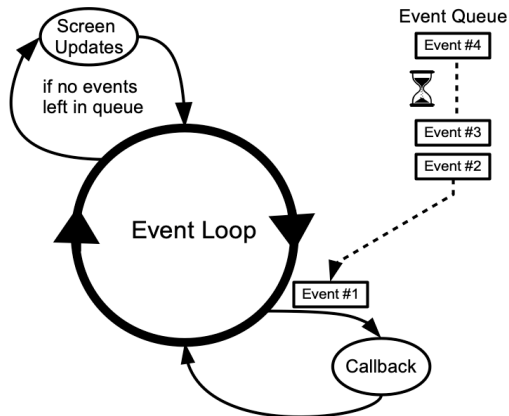 Screen
Updates
if no events
left in queue
Event Loop
Event Queue
Event #4
Event #3
Event #2
Event #1
Callback